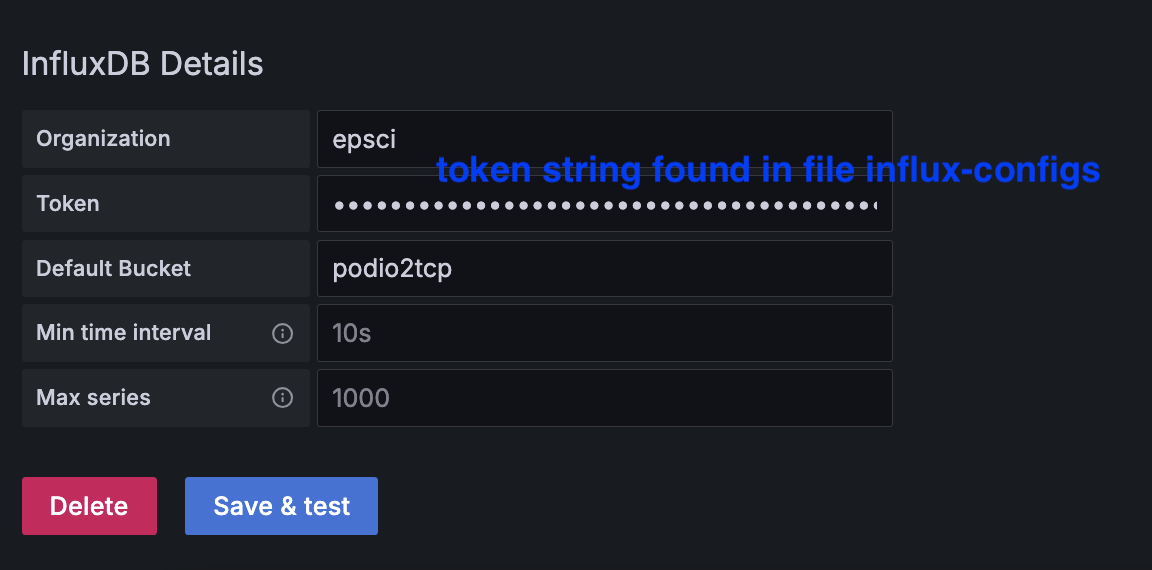 InfluxDB Details
Organization
epsci
token string found in file influx-configs
Token
••••••••••••••••••••••••••••••••••••••
Default Bucket
podio2tcp
Min time interval
10s
Max series
1000
Delete
Save & test